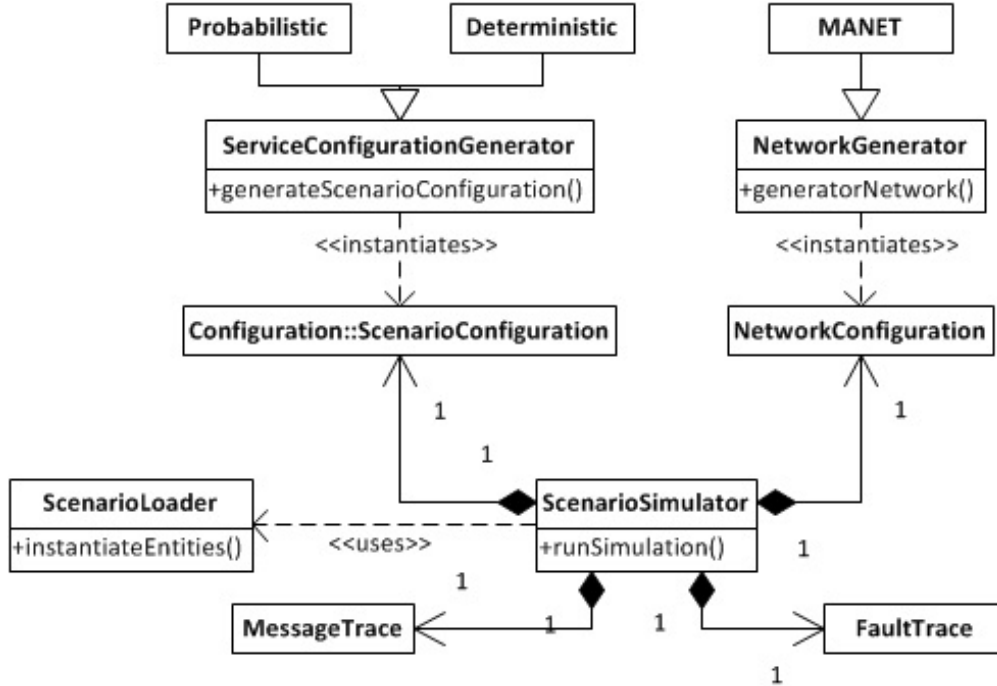 Probabilistic
Deterministic
MANET
ServiceConfigurationGenerator
+generateScenarioConfiguration()
NetworkGenerator
+generatorNetwork()
<<instantiates>>
<<instantiates>>
Configuration::ScenarioConfiguration
NetworkConfiguration
1
1
1
ScenarioLoader
+instantiateEntities()
ScenarioSimulator
+runSimulation()
<<uses>>
1
1
1
1
MessageTrace
FaultTrace
1